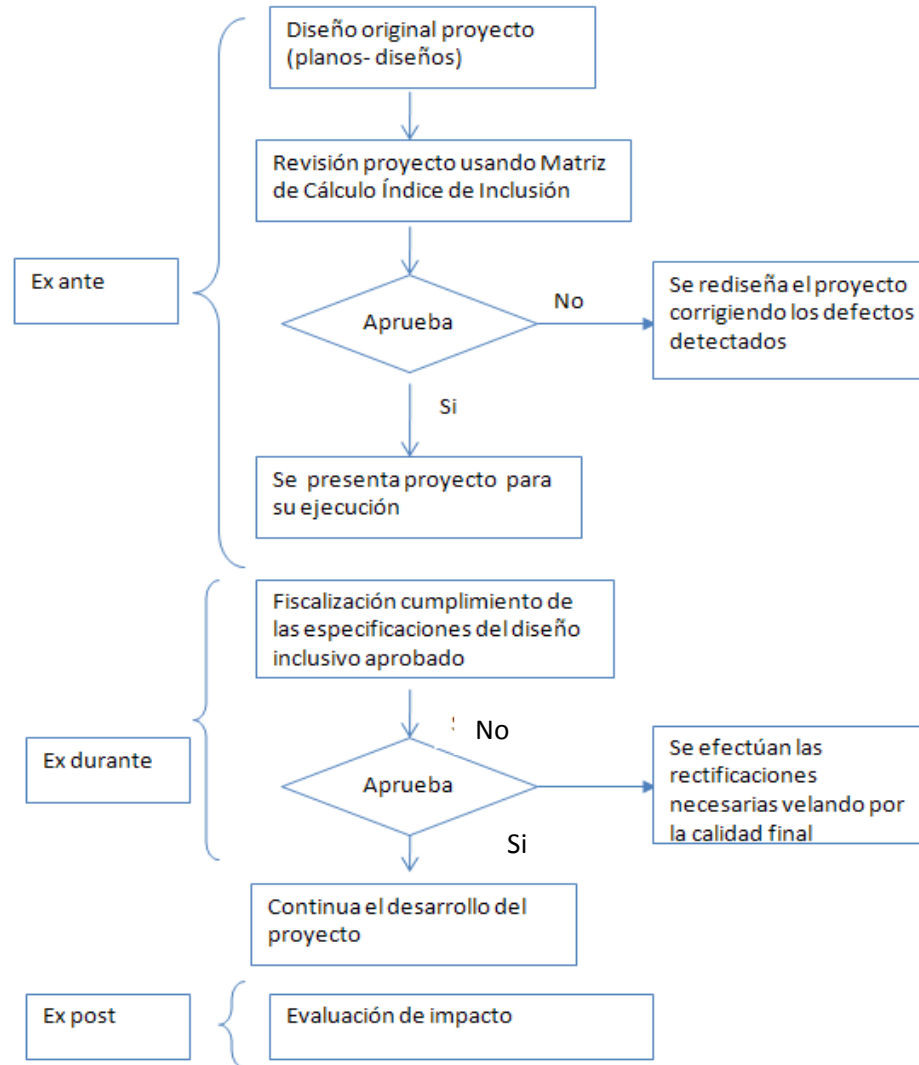 Diseño original proyecto
(planos- diseños)
Revisión proyecto usando Matriz
de Cálculo Índice de Inclusión
Ex ante
Aprueba
No
Se rediseña el proyecto
corrigiendo los defectos
detectados
Si
Se presenta proyecto para
su ejecución
Fiscalización cumplimiento de
las especificaciones del diseño
inclusivo aprobado
No
Ex durante
Aprueba
Se efectúan las
rectificaciones
necesarias velando por
la calidad final
Si
Continua el desarrollo del
proyecto
Ex post
Evaluación de impacto